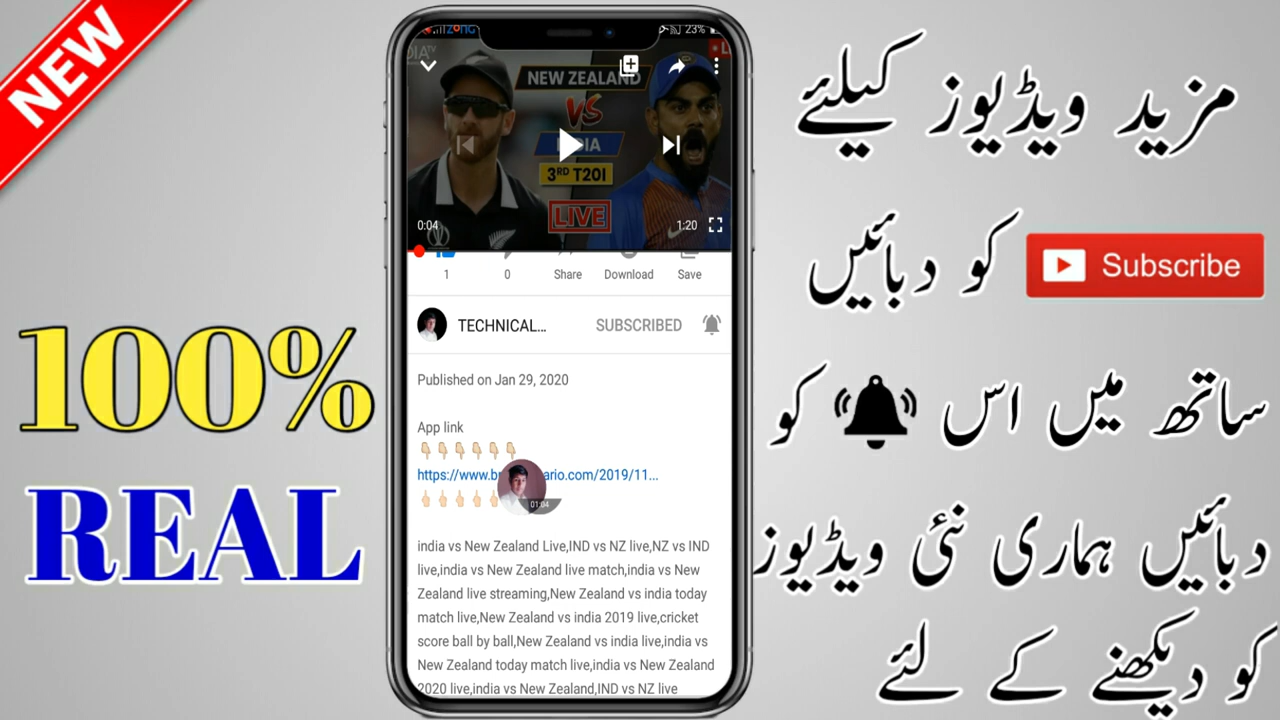 NEW
100%
REAL
ZONG
23%
NEW ZEALAND
VS
INDIA
3RD T20I
LIVE
0:04
1:20
1
0
Share
Download
Save
TECHNICAL...
SUBSCRIBED
Published on Jan 29, 2020
App link
01:04
india vs New Zealand Live,IND vs NZ live,NZ vs IND
live,india vs New Zealand live match,india vs New
Zealand live streaming,New Zealand vs india today
match live,New Zealand vs india 2019 live,cricket
score ball by ball,New Zealand vs india live,india vs
New Zealand today match live,india vs New Zealand
2020 live,india vs New Zealand,IND vs NZ live
مزید ویڈیوز کیلئے
Subscribe کو دبائیں
ساتھ میں اس کو
دبائیں ہماری نئی ویڈیوز
کو دیکھنے کے لئے